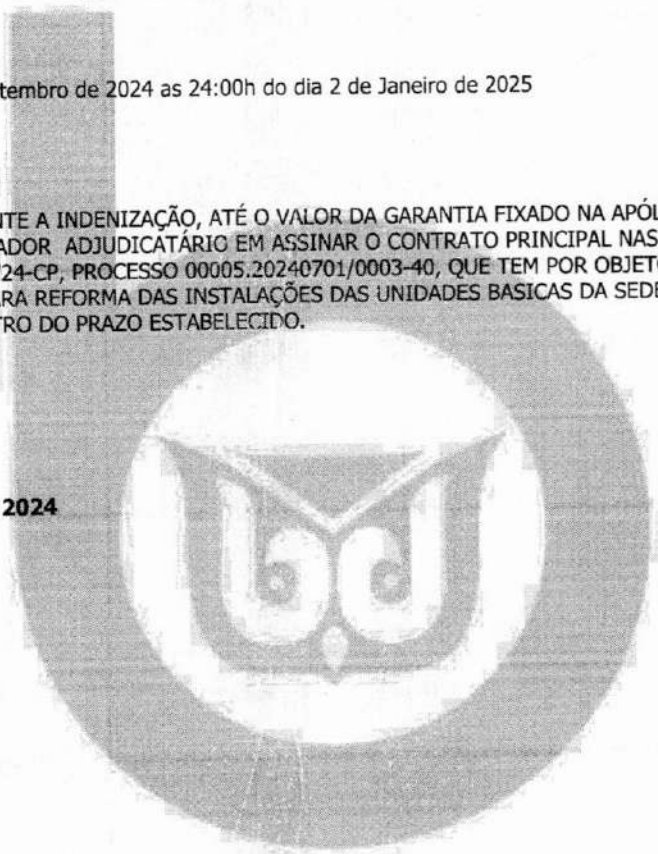 tembro de 2024 as 24:00h do dia 2 de Janeiro de 2025
NTE A INDENIZAÇÃO, ATÉ O VALOR DA GARANTIA FIXADO NA APÓL
ADOR ADJUDICATÁRIO EM ASSINAR O CONTRATO PRINCIPAL NAS
24-CP, PROCESSO 00005.20240701/0003-40, QUE TEM POR OBJETO
ARA REFORMA DAS INSTALAÇÕES DAS UNIDADES BASICAS DA SEDE
TRO DO PRAZO ESTABELECIDO.
2024